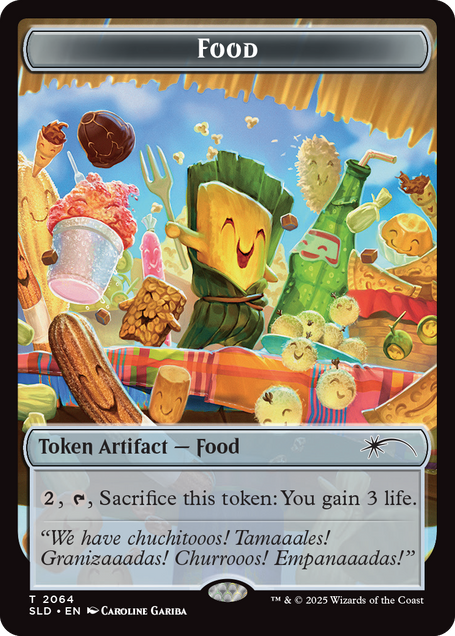 FOOD
Token Artifact — Food
2, T, Sacrifice this token: You gain 3 life.
“We have chuchitooos! Tamaaales!
Granizaaadas! Churrooos! Empanaaadas!”
T 2064
SLD • EN CAROLINE GARIBA
™ & © 2025 Wizards of the Coast